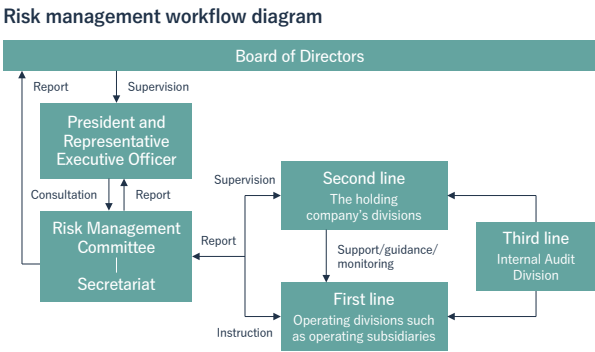 Risk management workflow diagram
Board of Directors
Report
Supervision
President and
Representative
Executive Officer
Consultation
Report
Risk Management
Committee
Secretariat
Supervision
Report
Instruction
Second line
The holding
company's divisions
Support/guidance/
monitoring
First line
Operating divisions such
as operating subsidiaries
Third line
Internal Audit
Division